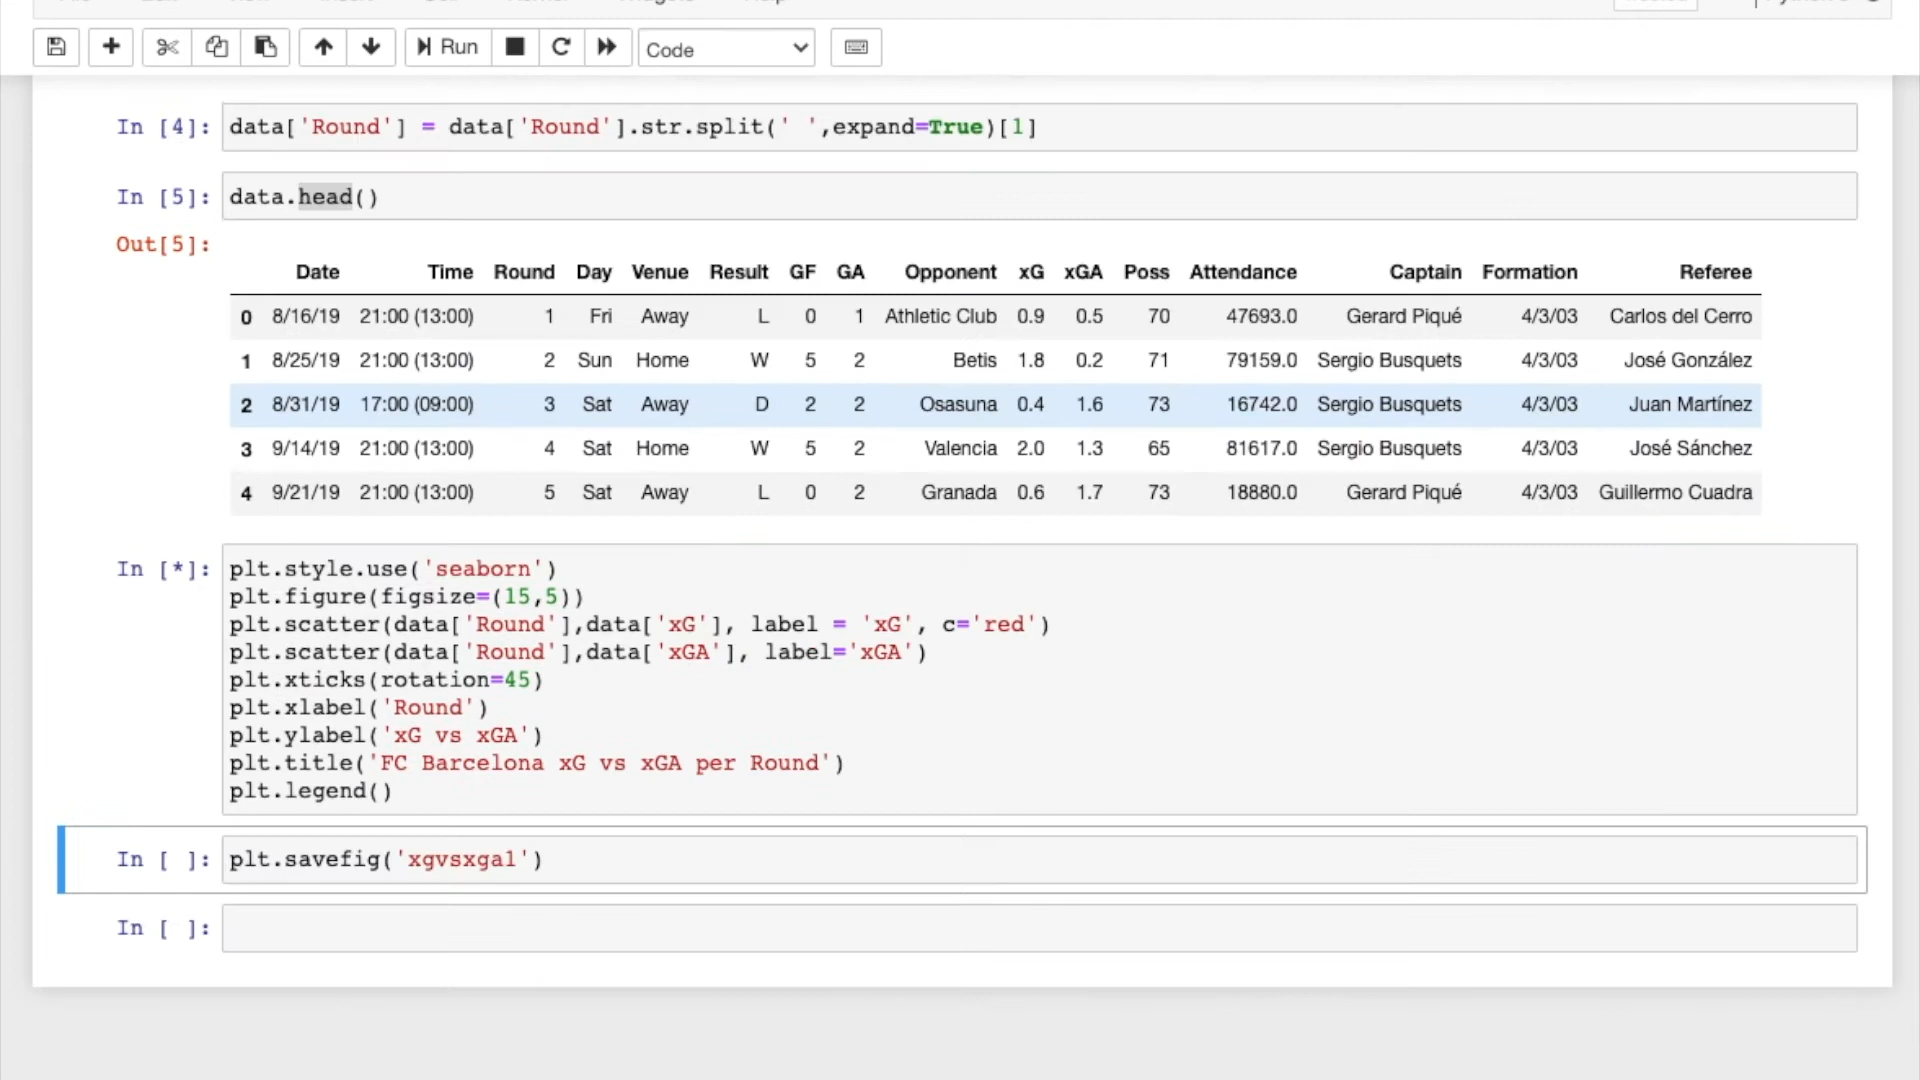 Run
Code
In [4]: data['Round'] = data['Round'].str.split(' ',expand=True)[1]
In [5]: data.head()
Out[5]:
Date Time Round Day Venue Result GF GA Opponent xG xGA Poss Attendance Captain Formation Referee
0 8/16/19 21:00 (13:00) 1 Fri Away L 0 1 Athletic Club 0.9 0.5 70 47693.0 Gerard Piqué 4/3/03 Carlos del Cerro
1 8/25/19 21:00 (13:00) 2 Sun Home W 5 2 Betis 1.8 0.2 71 79159.0 Sergio Busquets 4/3/03 José González
2 8/31/19 17:00 (09:00) 3 Sat Away D 2 2 Osasuna 0.4 1.6 73 16742.0 Sergio Busquets 4/3/03 Juan Martínez
3 9/14/19 21:00 (13:00) 4 Sat Home W 5 2 Valencia 2.0 1.3 65 81617.0 Sergio Busquets 4/3/03 José Sánchez
4 9/21/19 21:00 (13:00) 5 Sat Away L 0 2 Granada 0.6 1.7 73 18880.0 Gerard Piqué 4/3/03 Guillermo Cuadra
In [*]: plt.style.use('seaborn')
plt.figure(figsize=(15,5))
plt.scatter(data['Round'],data['xG'], label = 'xG', c='red')
plt.scatter(data['Round'],data['xGA'], label='xGA')
plt.xticks(rotation=45)
plt.xlabel('Round')
plt.ylabel('xG vs xGA')
plt.title('FC Barcelona xG vs xGA per Round')
plt.legend()
In [ ]: plt.savefig('xgvsxga1')
In [ ]: